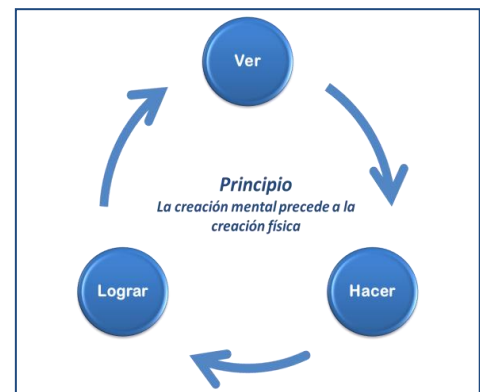 Ver
Principio
La creación mental precede a la
creación física
Lograr
Hacer